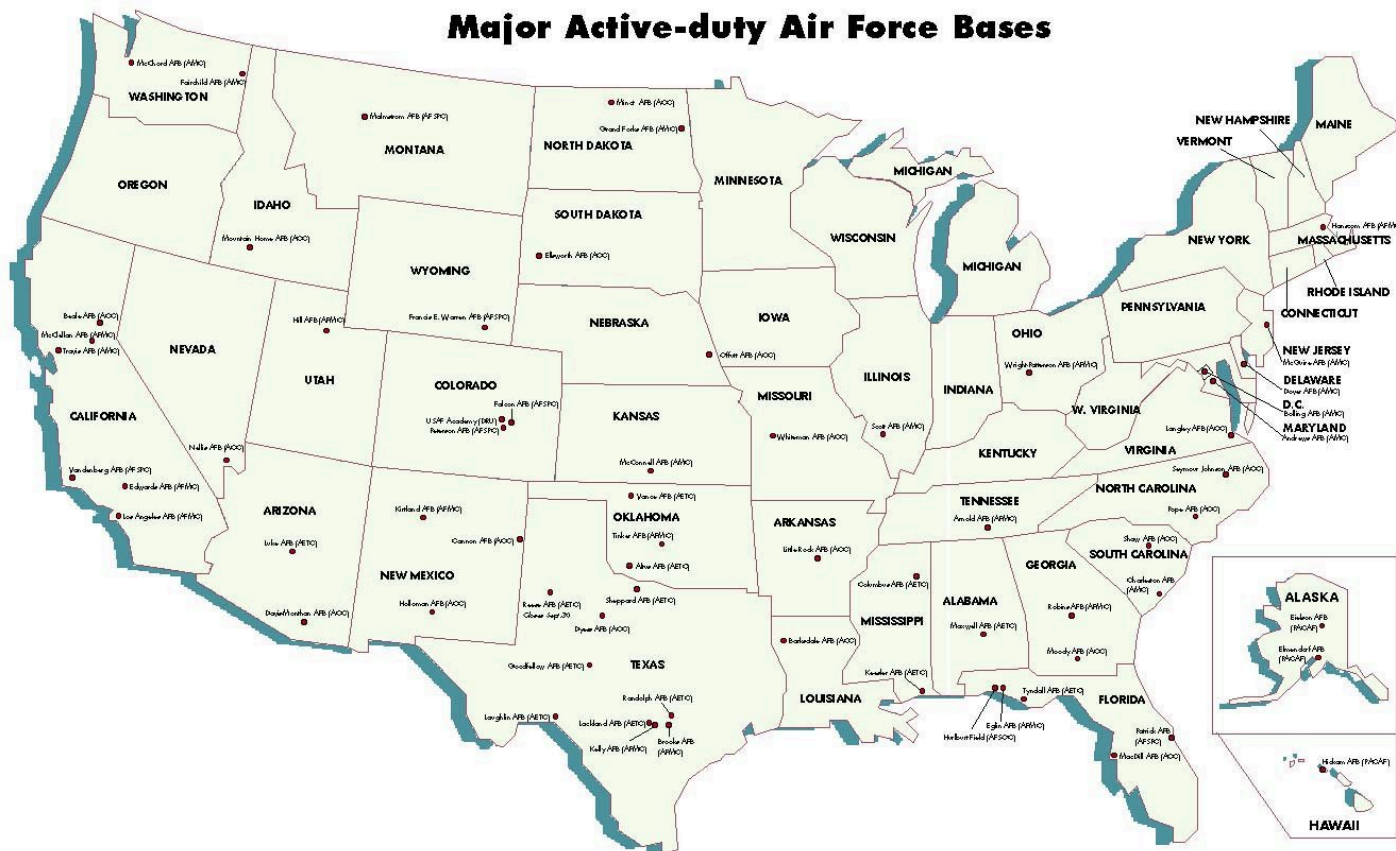 Major Active-duty Air Force Bases
McChord AFB (AMC)
Fairchild AFB (AMC)
WASHINGTON
Malmstrom AFB (AFSPC)
MONTANA
Minot AFB (ACC)
Grand Forks AFB (AMC)
NORTH DAKOTA
MINNESOTA
MICHIGAN
NEW HAMPSHIRE
VERMONT
MAINE
OREGON
IDAHO
Mountain Home AFB (ACC)
SOUTH DAKOTA
Ellsworth AFB (ACC)
WYOMING
Francis E. Warren AFB (AFSPC)
WISCONSIN
MICHIGAN
NEW YORK
Hanscom AFB (AFMC
MASSACHUSETTS
RHODE ISLAND
CONNECTICUT
PENNSYLVANIA
NEW JERSEY
McGuire AFB (AMC)
DELAWARE
Dover AFB (AMC)
D.C.
Bolling AFB (AMC)
MARYLAND
Andrews AFB (AMC)
Beale AFB (ACC)
McClellan AFB (AFMC)
Travis AFB (AMC)
NEVADA
Hill AFB (AFMC)
UTAH
NEBRASKA
Offutt AFB (ACC)
IOWA
ILLINOIS
Scott AFB (AMC)
INDIANA
OHIO
Wright-Patterson AFB (AFMC)
W. VIRGINIA
VIRGINIA
Langley AFB (ACC)
CALIFORNIA
Vandenberg AFB (AFSPC)
Edwards AFB (AFMC)
Los Angeles AFB (AFMC)
Nellis AFB (ACC)
COLORADO
Falcon AFB (AFSPC)
USAF Academy (DRU)
Peterson AFB (AFSPC)
KANSAS
McConnell AFB (AMC)
MISSOURI
Whiteman AFB (ACC)
KENTUCKY
TENNESSEE
Arnold AFB (AFMC)
NORTH CAROLINA
Seymour Johnson AFB (ACC)
Pope AFB (ACC)
ARIZONA
Luke AFB (AETC)
Davis-Monthan AFB (ACC)
NEW MEXICO
Kirtland AFB (AFMC)
Cannon AFB (ACC)
Holloman AFB (ACC)
OKLAHOMA
Vance AFB (AETC)
Tinker AFB (AFMC)
Altus AFB (AETC)
Sheppard AFB (AETC)
ARKANSAS
Little Rock AFB (ACC)
Shaw AFB (ACC)
SOUTH CAROLINA
Charleston AFB
(AMC)
GEORGIA
Robins AFB (AFMC)
Moody AFB (ACC)
ALABAMA
Maxwell AFB (AETC)
Columbus AFB (AETC)
MISSISSIPPI
Keesler AFB (AETC)
Reese AFB (AETC)
Closes Sept. 30
Dyess AFB (ACC)
Goodfellow AFB (AETC)
TEXAS
Randolph AFB (AETC)
Laughlin AFB (AETC)
Lackland AFB (AETC)
Kelly AFB (AFMC)
Brooks AFB
(AFMC)
Barksdale AFB (ACC)
LOUISIANA
Tyndall AFB (AETC)
Eglin AFB (AFMC)
Hurlburt Field (AFSOC)
FLORIDA
Patrick AFB
(AFSPC)
MacDill AFB (ACC)
ALASKA
Eielson AFB
(PACAF)
Elmendorf AFB
(PACAF)
Hickam AFB (PACAF)
HAWAII